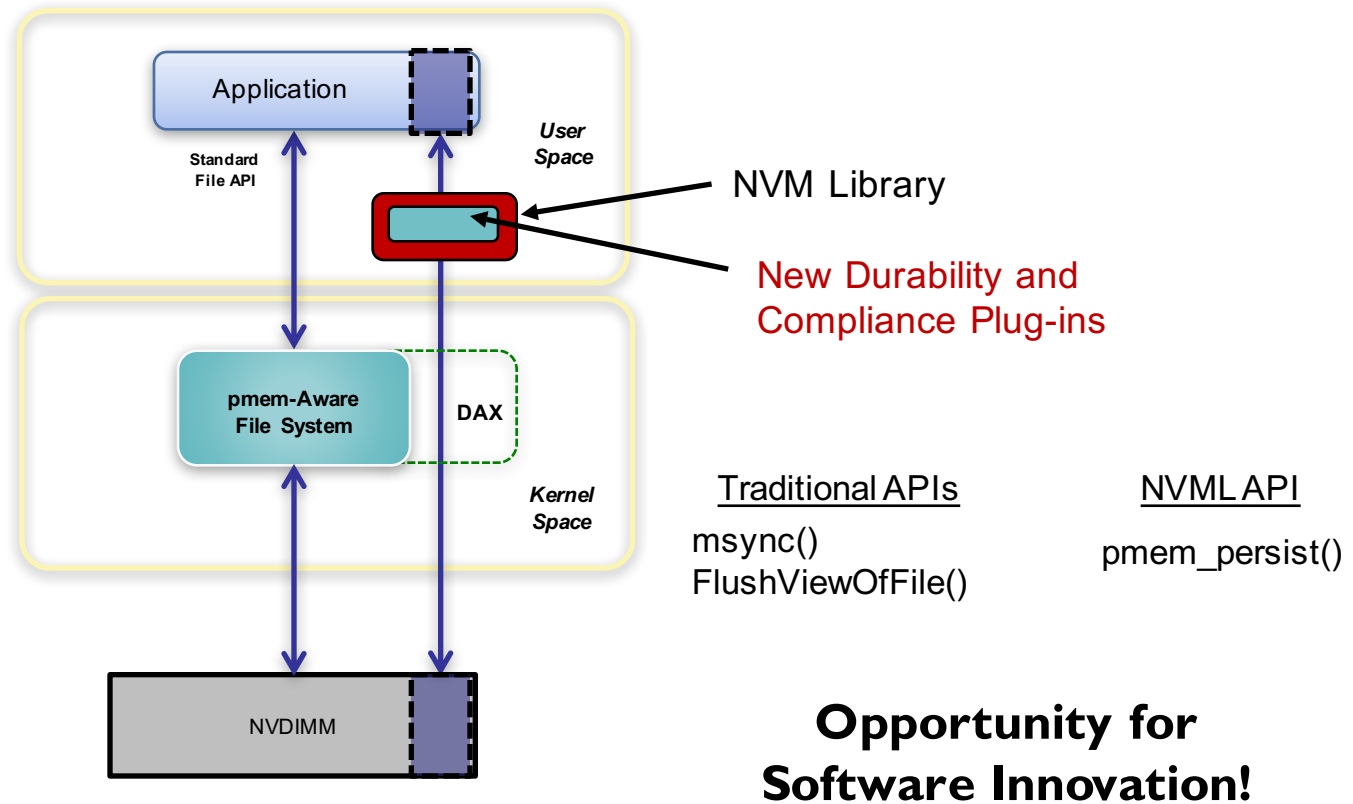 Application
User
Space
Standard
File API
NVM Library
New Durability and
Compliance Plug-ins
pmem-Aware
File System
DAX
Kernel
Space
Traditional APIs
msync()
FlushViewOfFile()
NVML API
pmem_persist()
NVDIMM
Opportunity for
Software Innovation!